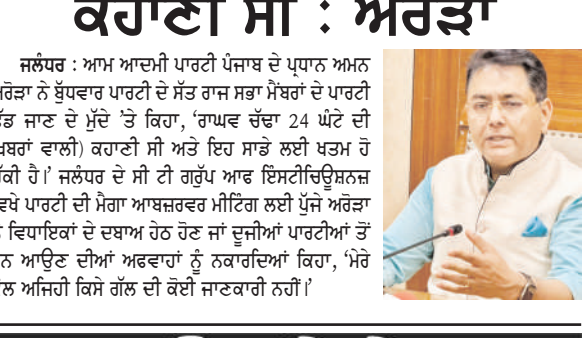 ਕਹਾਣੀ ਸੀ : ਅਰੋੜਾ
ਜਲੰਧਰ : ਆਮ ਆਦਮੀ ਪਾਰਟੀ ਪੰਜਾਬ ਦੇ ਪ੍ਰਧਾਨ ਅਮਨ
ਅਰੋੜਾ ਨੇ ਬੁੱਧਵਾਰ ਪਾਰਟੀ ਦੇ ਸੱਤ ਰਾਜ ਸਭਾ ਮੈਂਬਰਾਂ ਦੇ ਪਾਰਟੀ
ਜਾਣ ਦੇ ਮੁੱਦੇ ’ਤੇ ਕਿਹਾ, ‘ਰਾਘਵ ਚੱਢਾ 24 ਘੰਟੇ ਦੀ
ਵਾਲੀ) ਕਹਾਣੀ ਸੀ ਅਤੇ ਇਹ ਸਾਡੇ ਲਈ ਖਤਮ ਹੋ
ਹੈ।’ ਜਲੰਧਰ ਦੇ ਸੀ ਟੀ ਗਰੁੱਪ ਆਫ ਇੰਸਟੀਚਿਊਸ਼ਨਜ਼
ਪਾਰਟੀ ਦੀ ਮੈਗਾ ਆਬਜ਼ਰਵਰ ਮੀਟਿੰਗ ਲਈ ਪੁੱਜੇ ਅਰੋੜਾ
ਵਿਧਾਇਕਾਂ ਦੇ ਦਬਾਅ ਹੇਠ ਹੋਣ ਜਾਂ ਦੂਜੀਆਂ ਪਾਰਟੀਆਂ ਤੋਂ
ਆਉਣ ਦੀਆਂ ਅਫਵਾਹਾਂ ਨੂੰ ਨਕਾਰਦਿਆਂ ਕਿਹਾ, ‘ਮੇਰੇ
ਅਜਿਹੀ ਕਿਸੇ ਗੱਲ ਦੀ ਕੋਈ ਜਾਣਕਾਰੀ ਨਹੀਂ।’